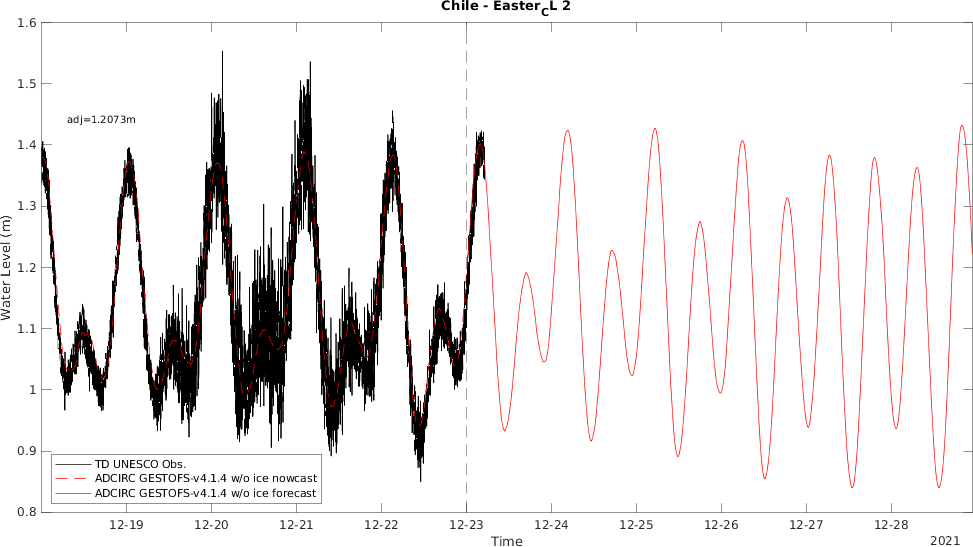 Chile - EasterCL 2
1.6
1.5
1.4
1.3
1.2
1.1
1
0.9
0.8
Water Level (m)
adj=1.2073m
TD UNESCO Obs.
ADCIRC GESTOFS-v4.1.4 w/o ice nowcast
ADCIRC GESTOFS-v4.1.4 w/o ice forecast
12-19
12-20
12-21
12-22
12-23
12-24
12-25
12-26
12-27
12-28
Time
2021